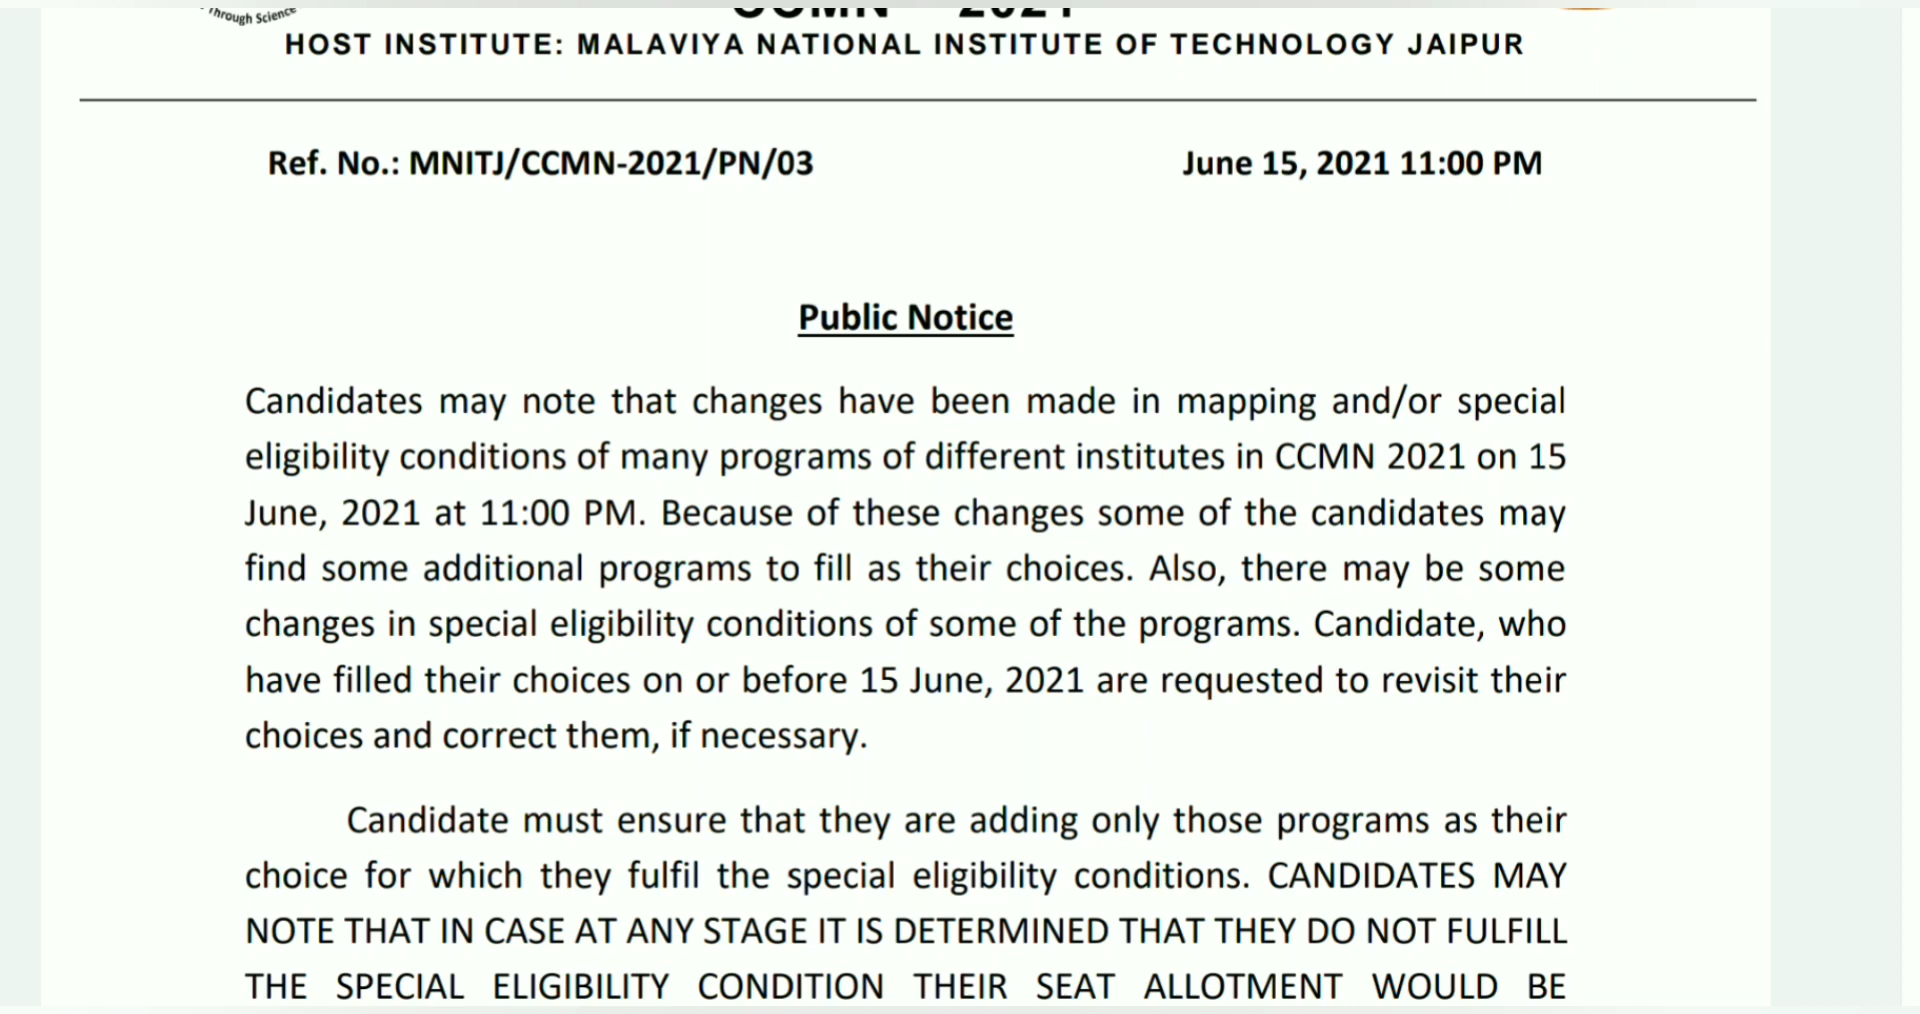 Through Science
CCMN 2021
HOST INSTITUTE: MALAVIYA NATIONAL INSTITUTE OF TECHNOLOGY JAIPUR
Ref. No.: MNITJ/CCMN-2021/PN/03 June 15, 2021 11:00 PM
Public Notice
Candidates may note that changes have been made in mapping and/or special
eligibility conditions of many programs of different institutes in CCMN 2021 on 15
June, 2021 at 11:00 PM. Because of these changes some of the candidates may
find some additional programs to fill as their choices. Also, there may be some
changes in special eligibility conditions of some of the programs. Candidate, who
have filled their choices on or before 15 June, 2021 are requested to revisit their
choices and correct them, if necessary.
Candidate must ensure that they are adding only those programs as their
choice for which they fulfil the special eligibility conditions. CANDIDATES MAY
NOTE THAT IN CASE AT ANY STAGE IT IS DETERMINED THAT THEY DO NOT FULFILL
THE SPECIAL ELIGIBILITY CONDITION THEIR SEAT ALLOTMENT WOULD BE